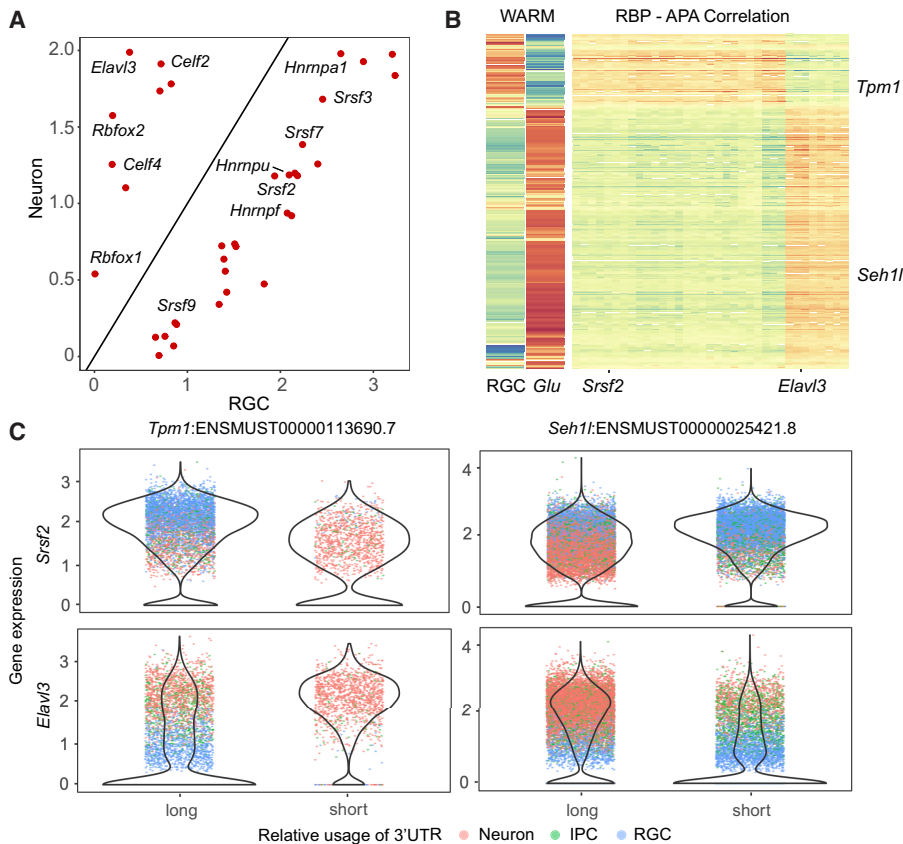 A
Neuron
2.0
1.5
1.0
0.5
0
Elavl3
Celf2
Rbfox2
Celf4
Rbfox1
Hnrnpa1
Srsf3
Srsf7
Hnrnpu
Srsf2
Hnrnpf
Srsf9
0 1 2 3
RGC
B
WARM RBP - APA Correlation
Tpm1
Seh1l
RGC Glu Srsf2 Elavl3
C
Tpm1:ENSMUST00000113690.7 Seh1l:ENSMUST00000025421.8
Gene expression
Srsf2
3
2
1
0
4
2
0
Elavl3
3
2
1
0
4
2
0
long short long short
Relative usage of 3'UTR Neuron IPC RGC